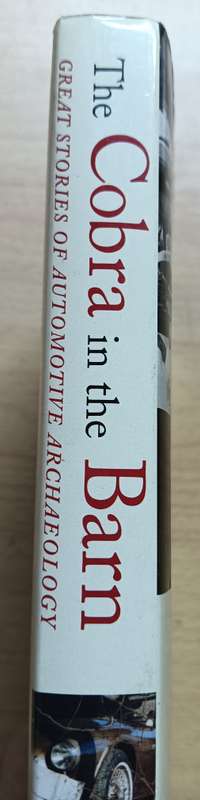 The Cobra in the Barn
GREAT STORIES OF AUTOMOTIVE ARCHAEOLOGY